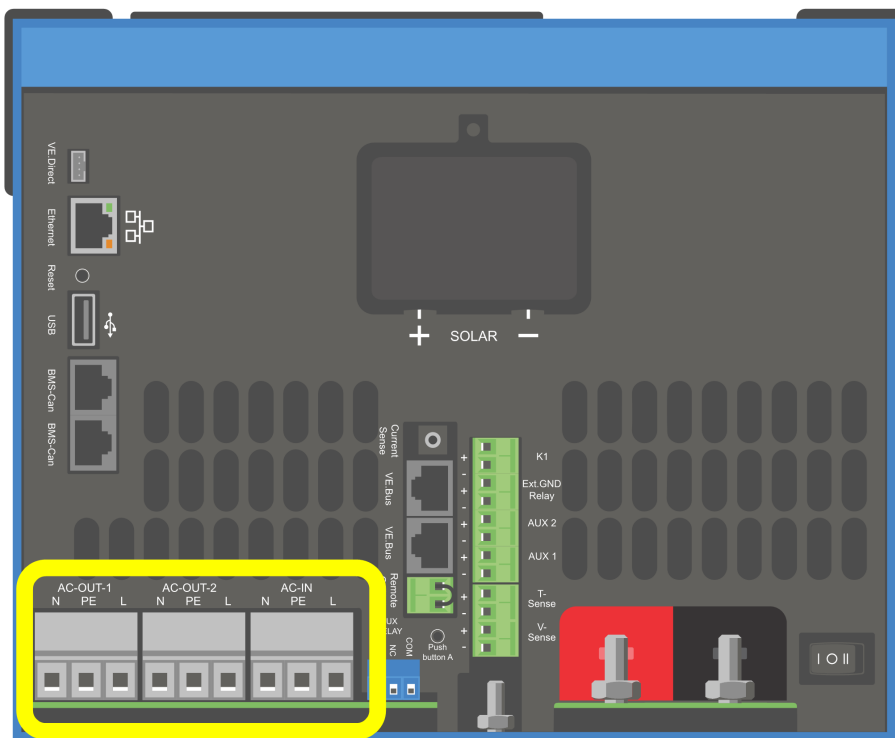 VE.Direct
Ethernet
Reset
USB
BMS-Can
BMS-Can
+ SOLAR −
Current
Sense
VE.Bus
VE.Bus
Remote
Push
button A
NC
COM
+
-
+
-
+
-
+
-
+
-
+
-
K1
Ext.GND
Relay
AUX 2
AUX 1
T-
Sense
V-
Sense
AC-OUT-1 AC-OUT-2 AC-IN
N PE L N PE L N PE L
I O II